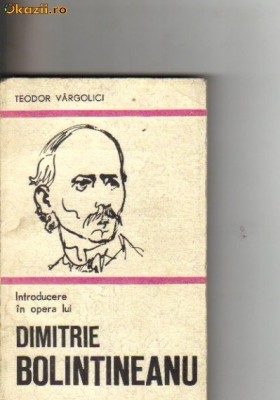 Okazii.ro
TEODOR VÂRGOLICI
Introducere
în opera lui
DIMITRIE
BOLINTINEANU